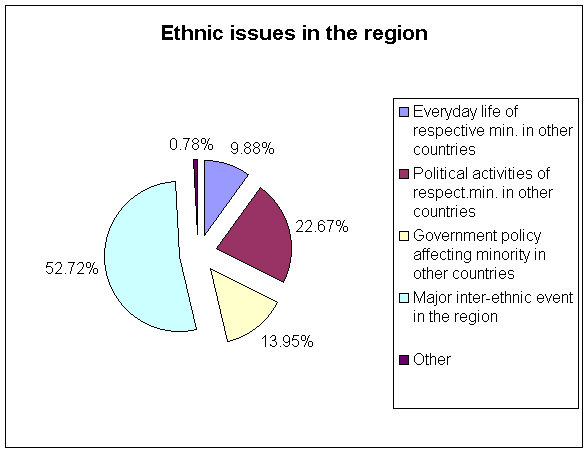 Ethnic issues in the region
0.78%
9.88%
22.67%
52.72%
13.95%
Everyday life of
respective min. in other
countries
Political activities of
respect.min. in other
countries
Government policy
affecting minority in
other countries
Major inter-ethnic event
in the region
Other